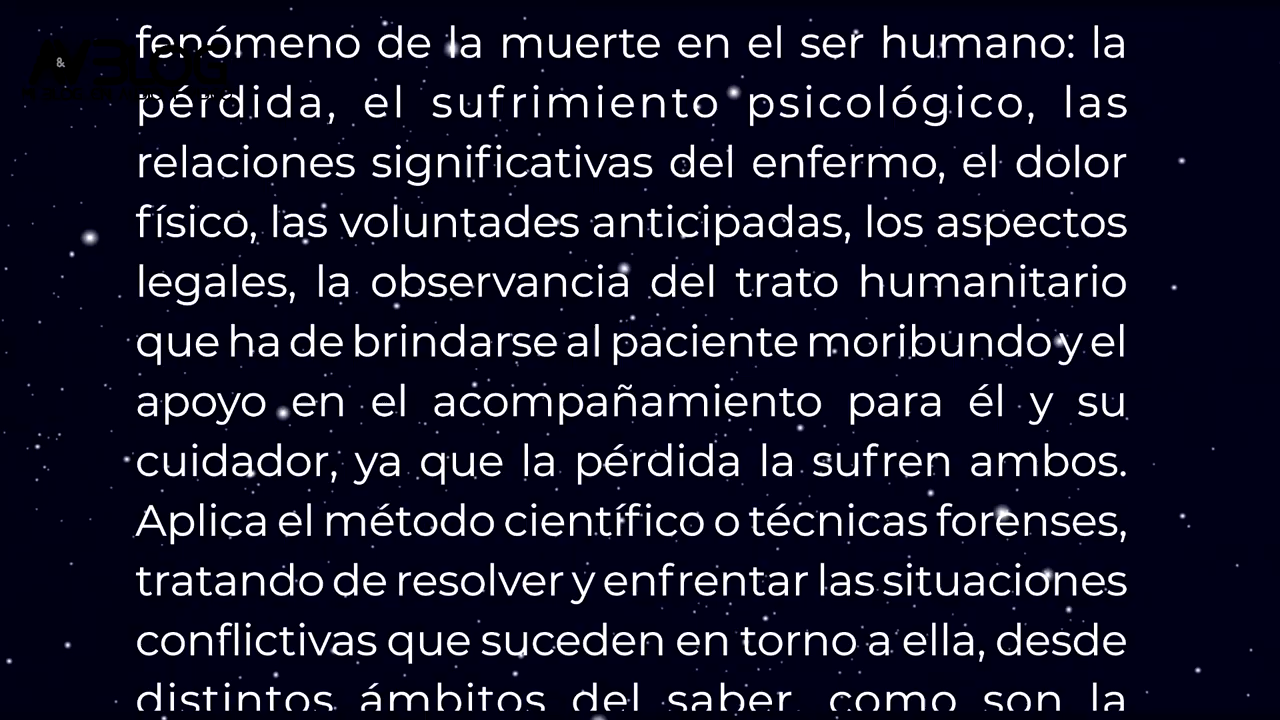 &
BLOG
fenómeno de la muerte en el ser humano: la
pérdida, el sufrimiento psicológico, las
relaciones significativas del enfermo, el dolor
físico, las voluntades anticipadas, los aspectos
legales, la observancia del trato humanitario
que ha de brindarse al paciente moribundo y el
apoyo en el acompañamiento para él y su
cuidador, ya que la pérdida la sufren ambos.
Aplica el método científico o técnicas forenses,
tratando de resolver y enfrentar las situaciones
conflictivas que suceden en torno a ella, desde
distintos ámbitos del saber, como son la